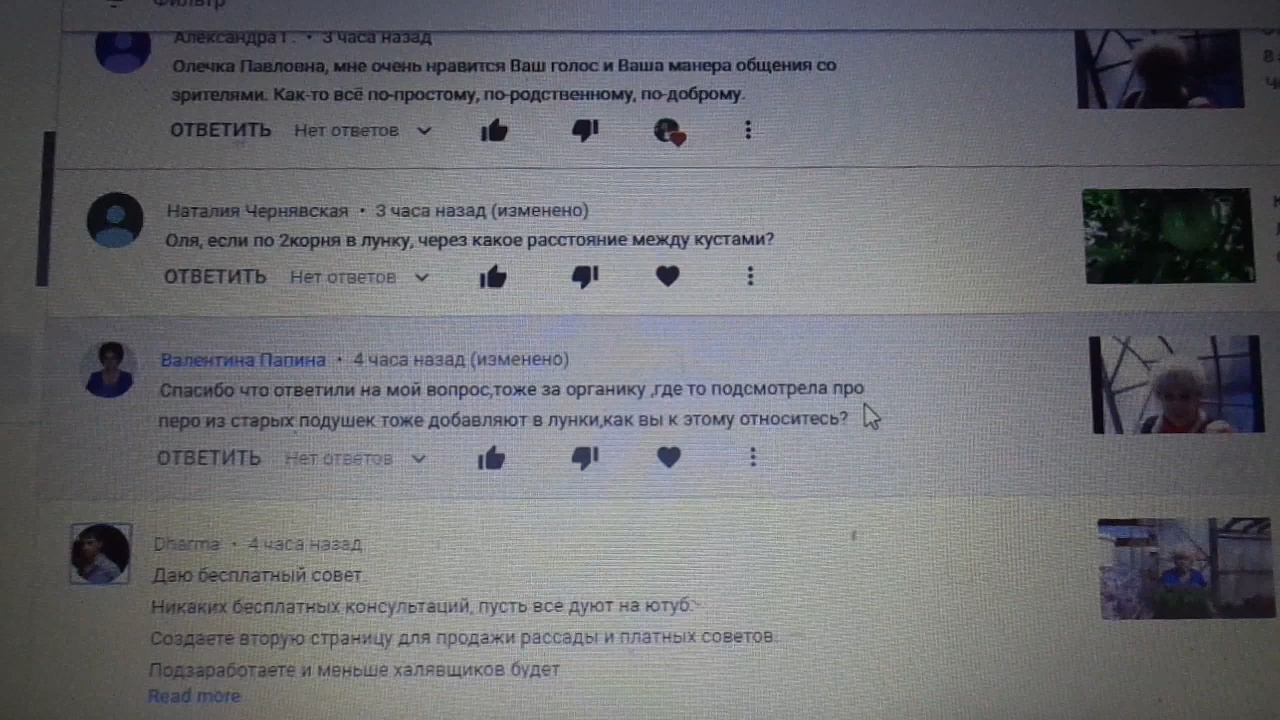 Фильтр
Александра Г. • 3 часа назад
Олечка Павловна, мне очень нравится Ваш голос и Ваша манера общения со
зрителями. Как-то всё по-простому, по-родственному, по-доброму.
ОТВЕТИТЬ Нет ответов
Наталия Чернявская • 3 часа назад (изменено)
Оля, если по 2корня в лунку, через какое расстояние между кустами?
ОТВЕТИТЬ Нет ответов
Валентина Папина • 4 часа назад (изменено)
Спасибо что ответили на мой вопрос,тоже за органику ,где то подсмотрела про
перо из старых подушек тоже добавляют в лунки,как вы к этому относитесь?
ОТВЕТИТЬ Нет ответов
Dharma • 4 часа назад
Даю бесплатный совет.
Никаких бесплатных консультаций, пусть все дуют на ютуб.
Создаете вторую страницу для продажи рассады и платных советов.
Подзаработаете и меньше халявщиков будет
Read more